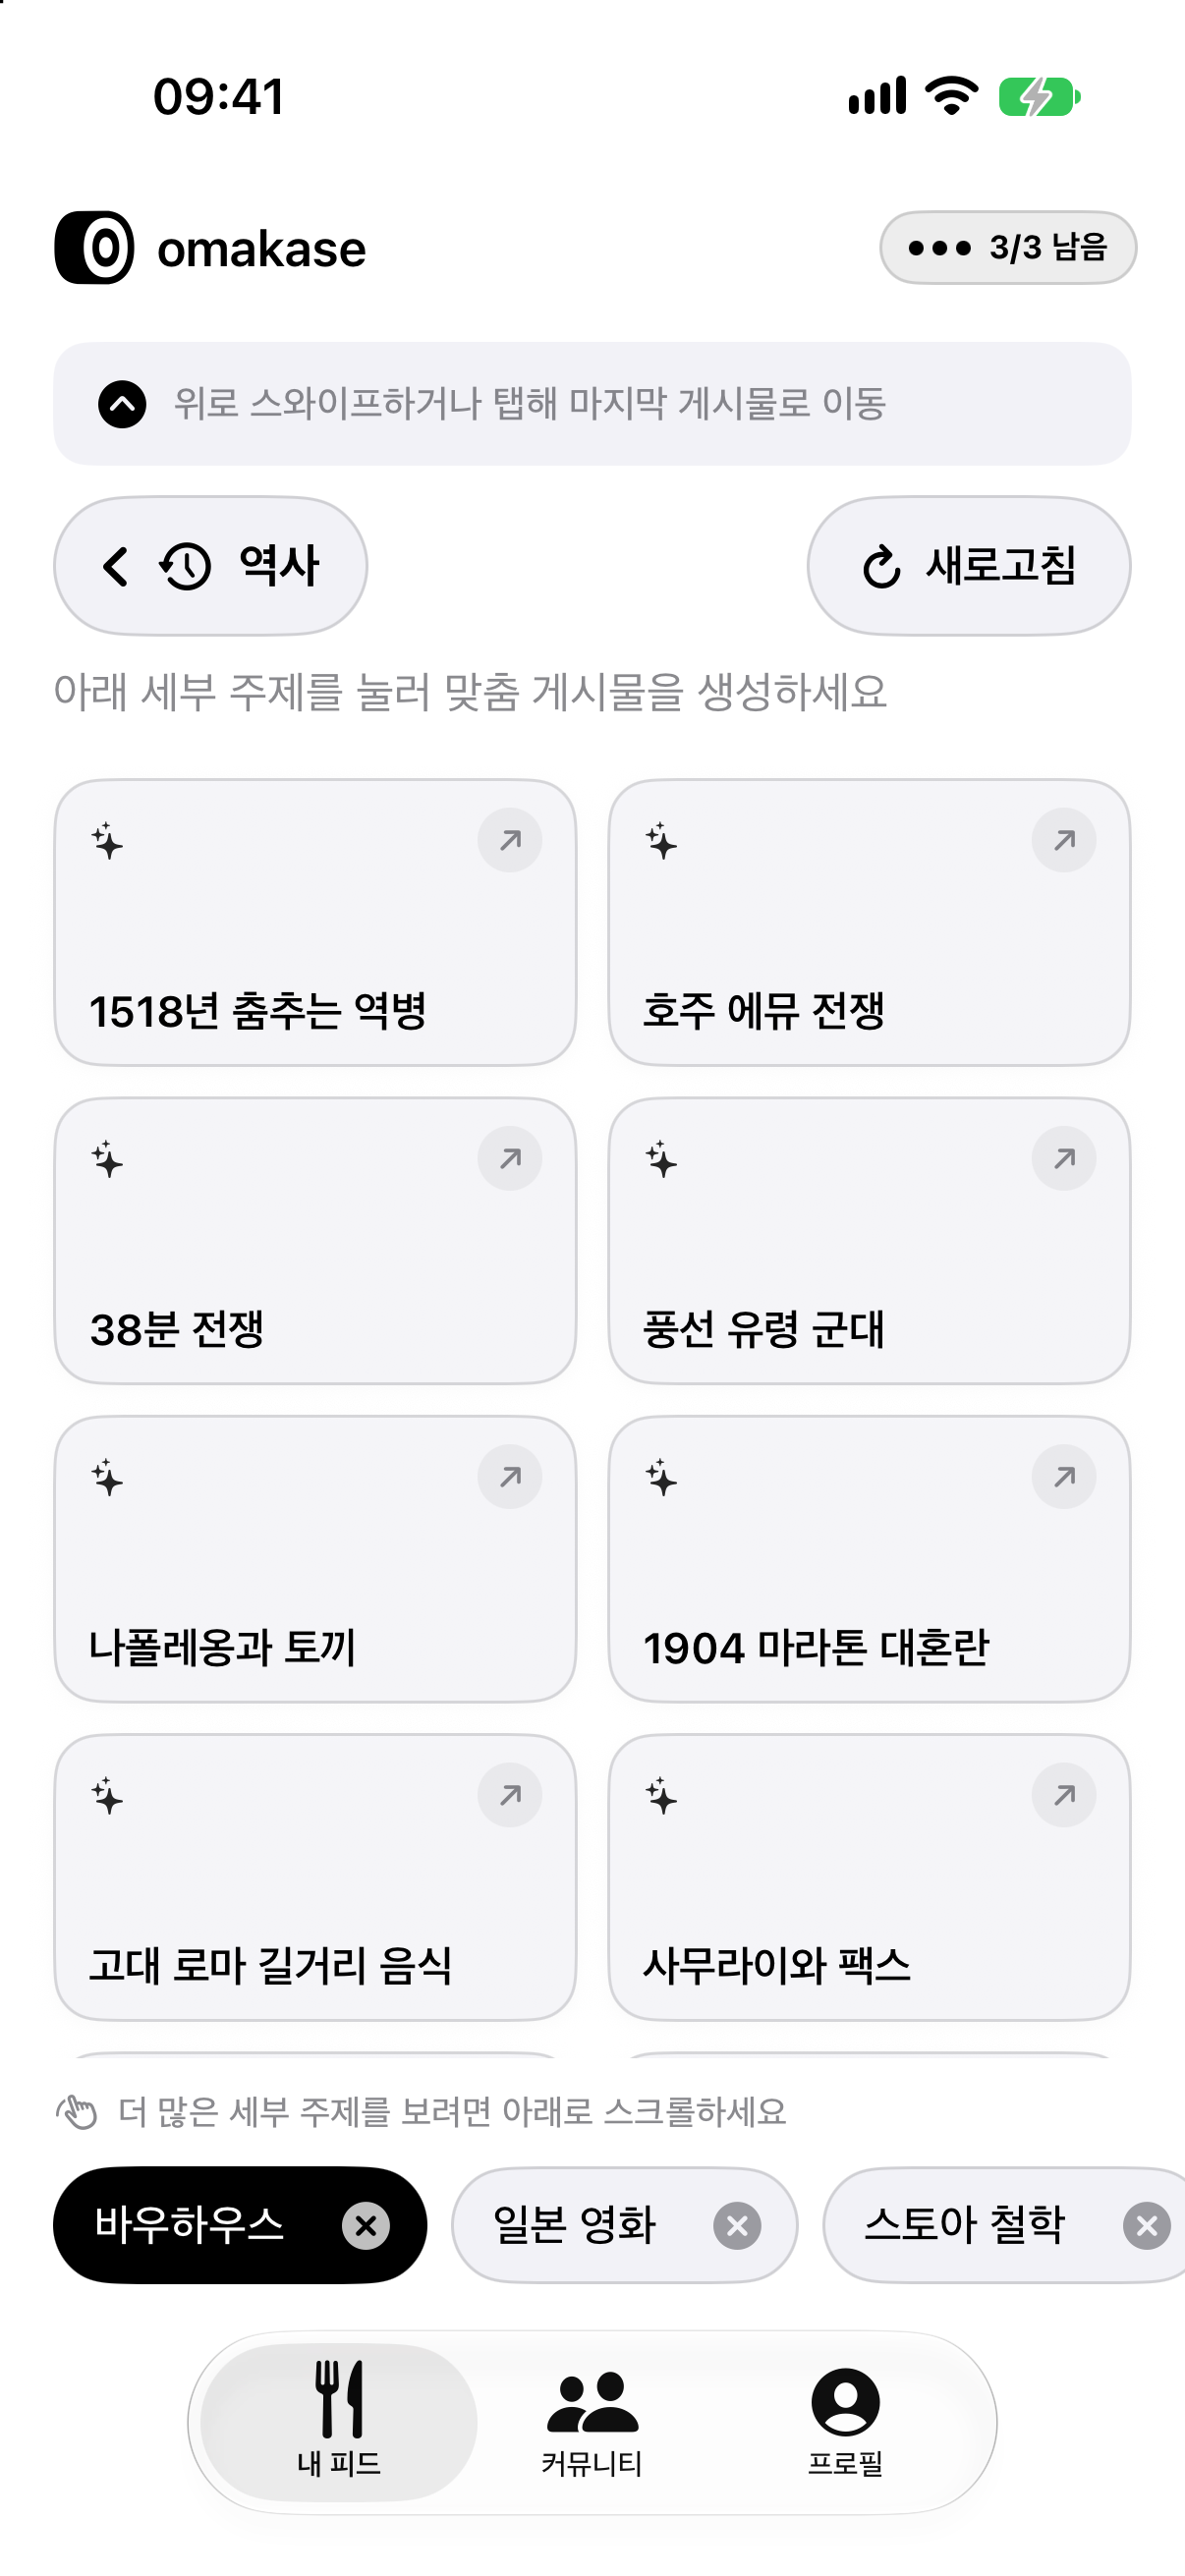 09:41
omakase
3/3 남음
위로 스와이프하거나 탭해 마지막 게시물로 이동
역사
새로고침
아래 세부 주제를 눌러 맞춤 게시물을 생성하세요
1518년 춤추는 역병
호주 에뮤 전쟁
38분 전쟁
풍선 유령 군대
나폴레옹과 토끼
1904 마라톤 대혼란
고대 로마 길거리 음식
사무라이와 팩스
더 많은 세부 주제를 보려면 아래로 스크롤하세요
바우하우스
일본 영화
스토아 철학
내 피드
커뮤니티
프로필